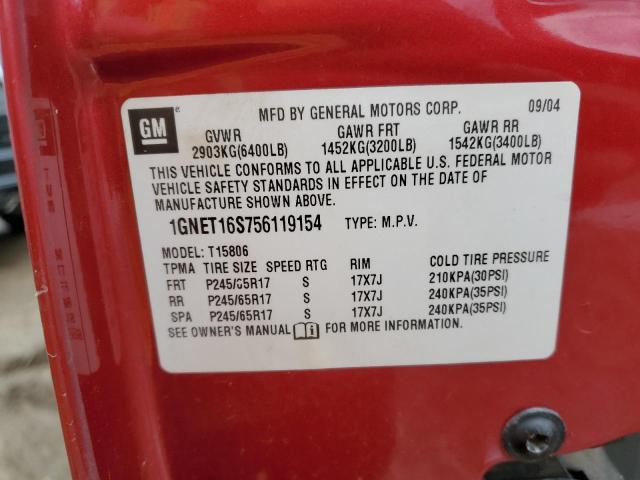 GM
MFD BY GENERAL MOTORS CORP. 09/04
GVWR GAWR FRT GAWR RR
2903KG(6400LB) 1452KG(3200LB) 1542KG(3400LB)
THIS VEHICLE CONFORMS TO ALL APPLICABLE U.S. FEDERAL MOTOR
VEHICLE SAFETY STANDARDS IN EFFECT ON THE DATE OF
MANUFACTURE SHOWN ABOVE.
1GNET16S756119154 TYPE: M.P.V.
MODEL: T15806
TPMA TIRE SIZE SPEED RTG RIM COLD TIRE PRESSURE
FRT P245/65R17 S 17X7J 210KPA(30PSI)
RR P245/65R17 S 17X7J 240KPA(35PSI)
SPA P245/65R17 S 17X7J 240KPA(35PSI)
SEE OWNER'S MANUAL FOR MORE INFORMATION.